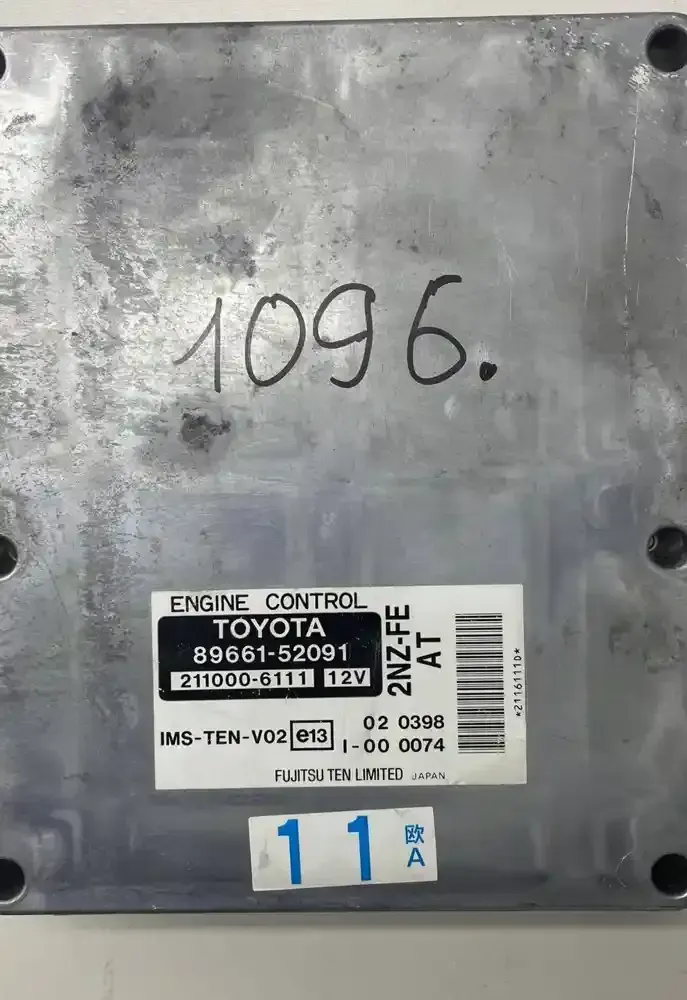 1096.
ENGINE CONTROL
TOYOTA
89661-52091
211000-6111 12V
2NZ-FE
AT
IMS-TEN-V02 e13 02 0398
I-00 0074
FUJITSU TEN LIMITED JAPAN
*2116111D*
11 欧
A